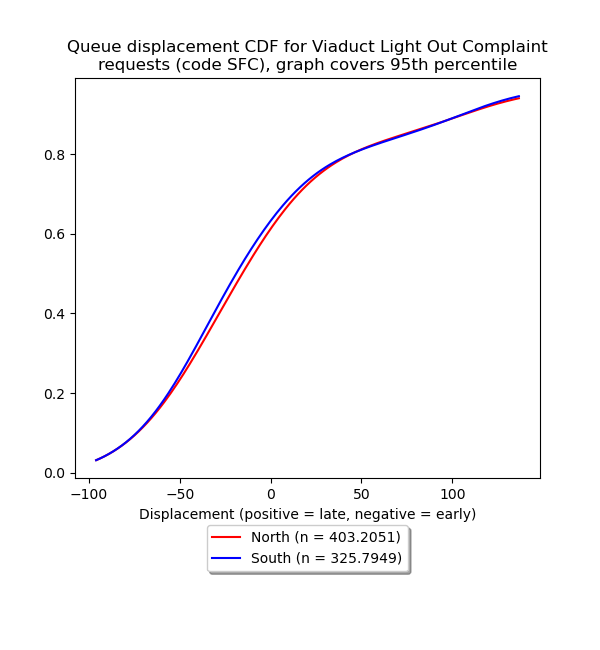 Queue displacement CDF for Viaduct Light Out Complaint
requests (code SFC), graph covers 95th percentile
0.8
0.6
0.4
0.2
0.0
−100
−50
0
50
100
Displacement (positive = late, negative = early)
North (n = 403.2051)
South (n = 325.7949)